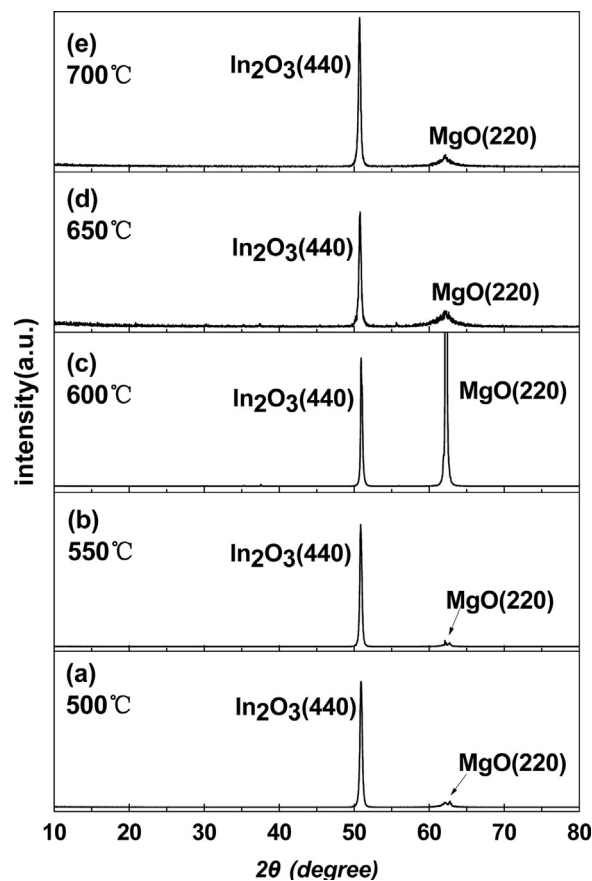 (e)
700℃
In2O3(440)
MgO(220)
(d)
650℃
In2O3(440)
MgO(220)
(c)
600℃
In2O3(440)
MgO(220)
(b)
550℃
In2O3(440)
MgO(220)
(a)
500℃
In2O3(440)
MgO(220)
intensity(a.u.)
10 20 30 40 50 60 70 80
2θ (degree)